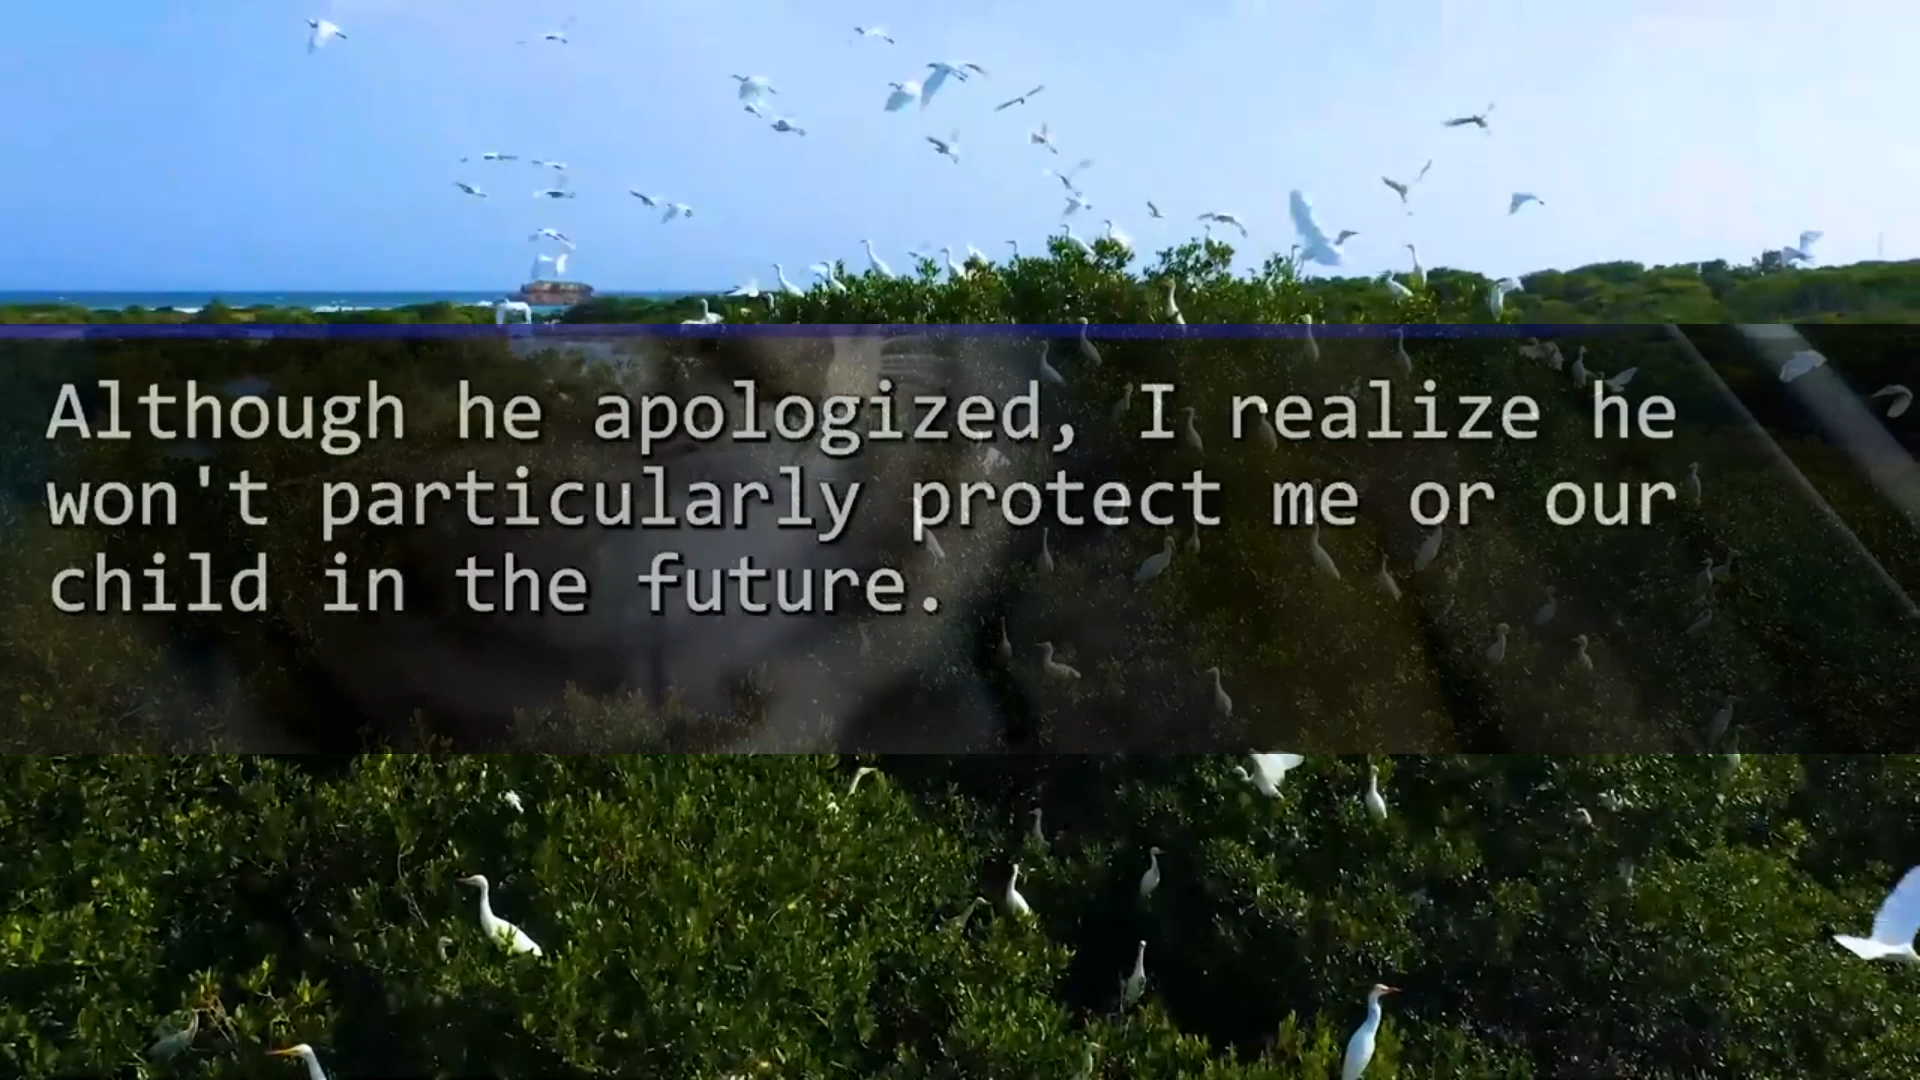 Although he apologized, I realize he
won't particularly protect me or our
child in the future.